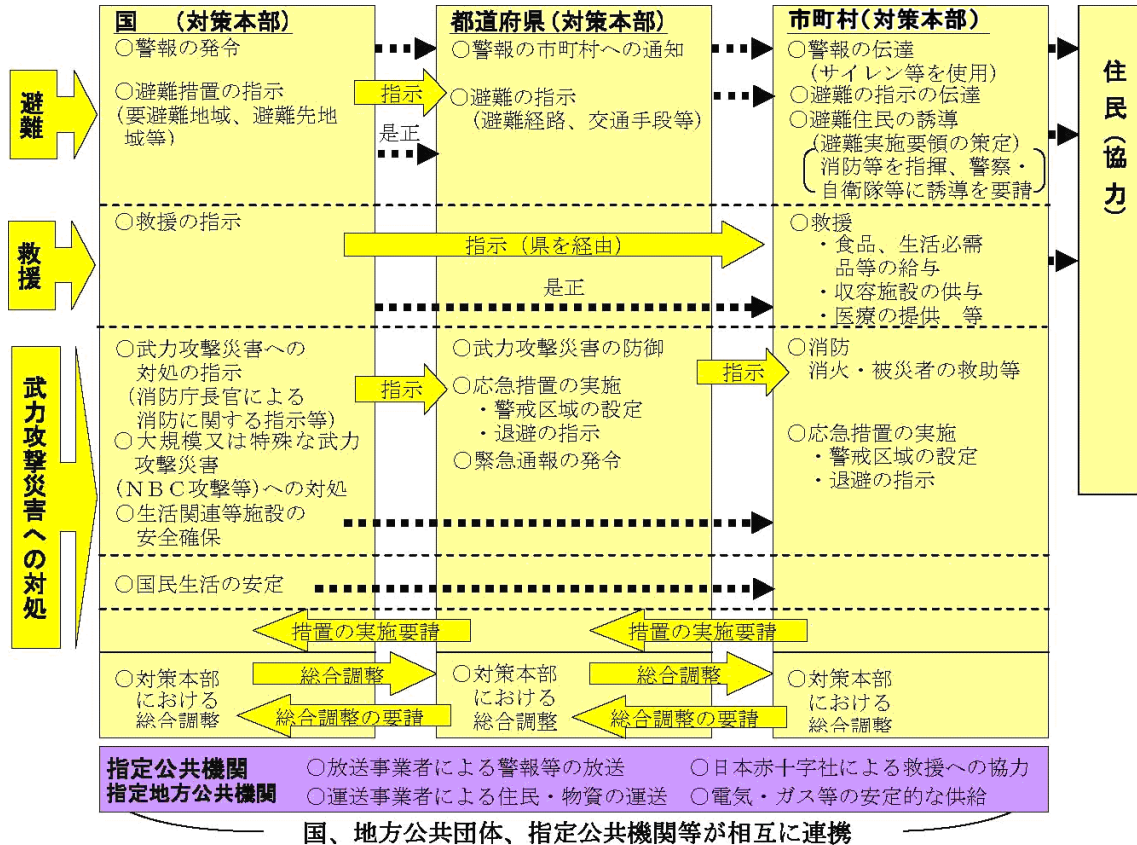 国　(対策本部)
○警報の発令
○避難措置の指示
(要避難地域、避難先地
域等)
指示
是正
都道府県(対策本部)
○警報の市町村への通知
○避難の指示
(避難経路、交通手段等)
市町村(対策本部)
○警報の伝達
(サイレン等を使用)
○避難の指示の伝達
○避難住民の誘導
(避難実施要領の策定)
消防等を指揮、警察・
自衛隊等に誘導を要請
避難
住民(協力)
救援
○救援の指示
指示(県を経由)
是正
○救援
・食品、生活必需
品等の給与
・収容施設の供与
・医療の提供　等
武力攻撃災害への対処
○武力攻撃災害への
対処の指示
(消防庁長官による
消防に関する指示等)
○大規模又は特殊な武力
攻撃災害
(NBC攻撃等)への対処
○生活関連等施設の
安全確保
指示
○武力攻撃災害の防御
○応急措置の実施
・警戒区域の設定
・退避の指示
○緊急通報の発令
指示
○消防
消火・被災者の救助等
○応急措置の実施
・警戒区域の設定
・退避の指示
○国民生活の安定
措置の実施要請
措置の実施要請
○対策本部
における
総合調整
総合調整
総合調整の要請
○対策本部
における
総合調整
総合調整
総合調整の要請
○対策本部
における
総合調整
指定公共機関
指定地方公共機関
○放送事業者による警報等の放送
○日本赤十字社による救援への協力
○運送事業者による住民・物資の運送
○電気・ガス等の安定的な供給
国、地方公共団体、指定公共機関等が相互に連携